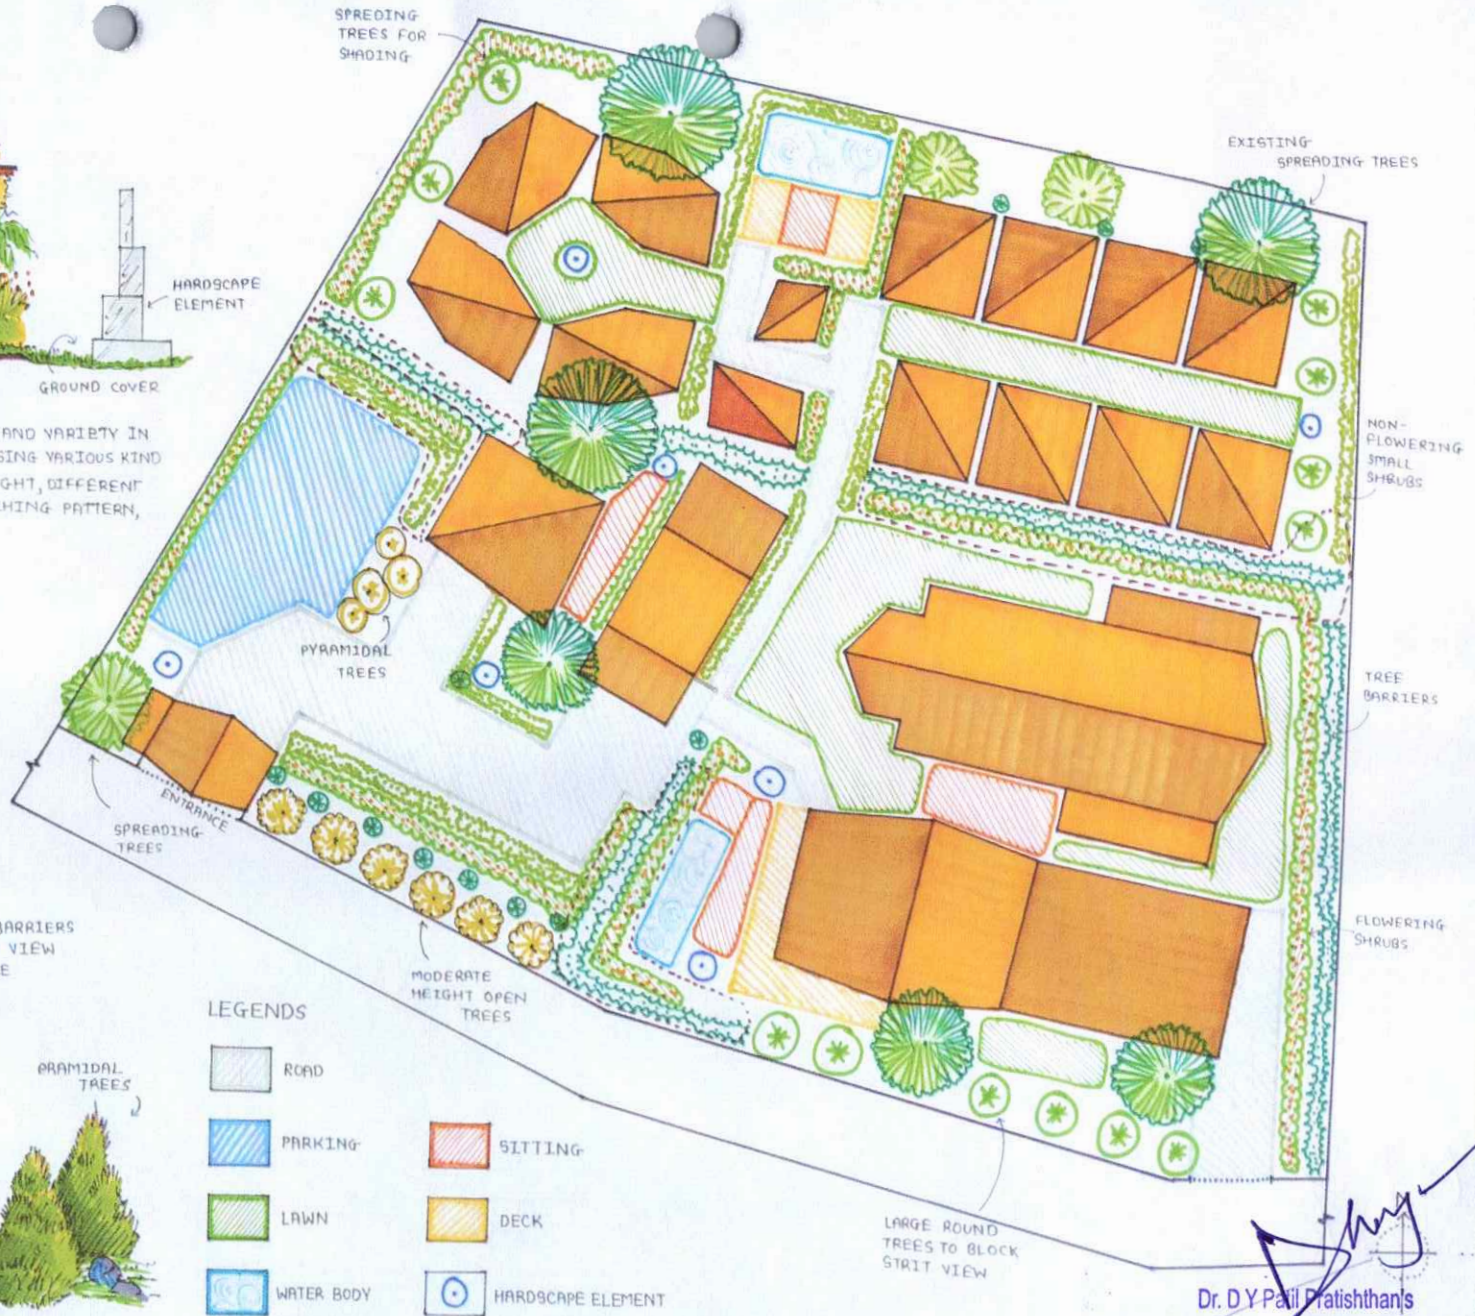 SPREDING
TREES FOR
SHADING
EXISTING
SPREADING TREES
HARDSCAPE
ELEMENT
GROUND COVER
AND VARIETY IN
VARIOUS KIND
DIFFERENT
PATTERN,
NON-
FLOWERING
SMALL
SHRUBS
PYRAMIDAL
TREES
TREE
BARRIERS
ENTRANCE
SPREADING
TREES
FLOWERING
SHRUBS
BARRIERS
VIEW
MODERATE
HEIGHT OPEN
TREES
LEGENDS
ROAD
PARKING
LAWN
WATER BODY
SITTING
DECK
HARDSCAPE ELEMENT
PRAMIDAL
TREES
LARGE ROUND
TREES TO BLOCK
STRIT VIEW
Dr. D Y Patil Pratishthan's